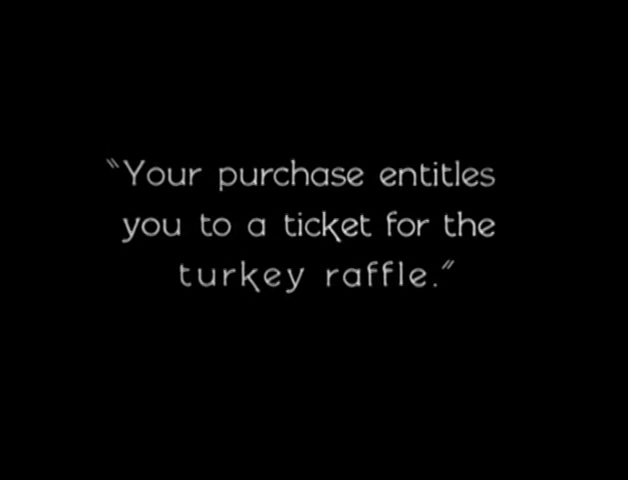 "Your purchase entitles
you to a ticket for the
turkey raffle."